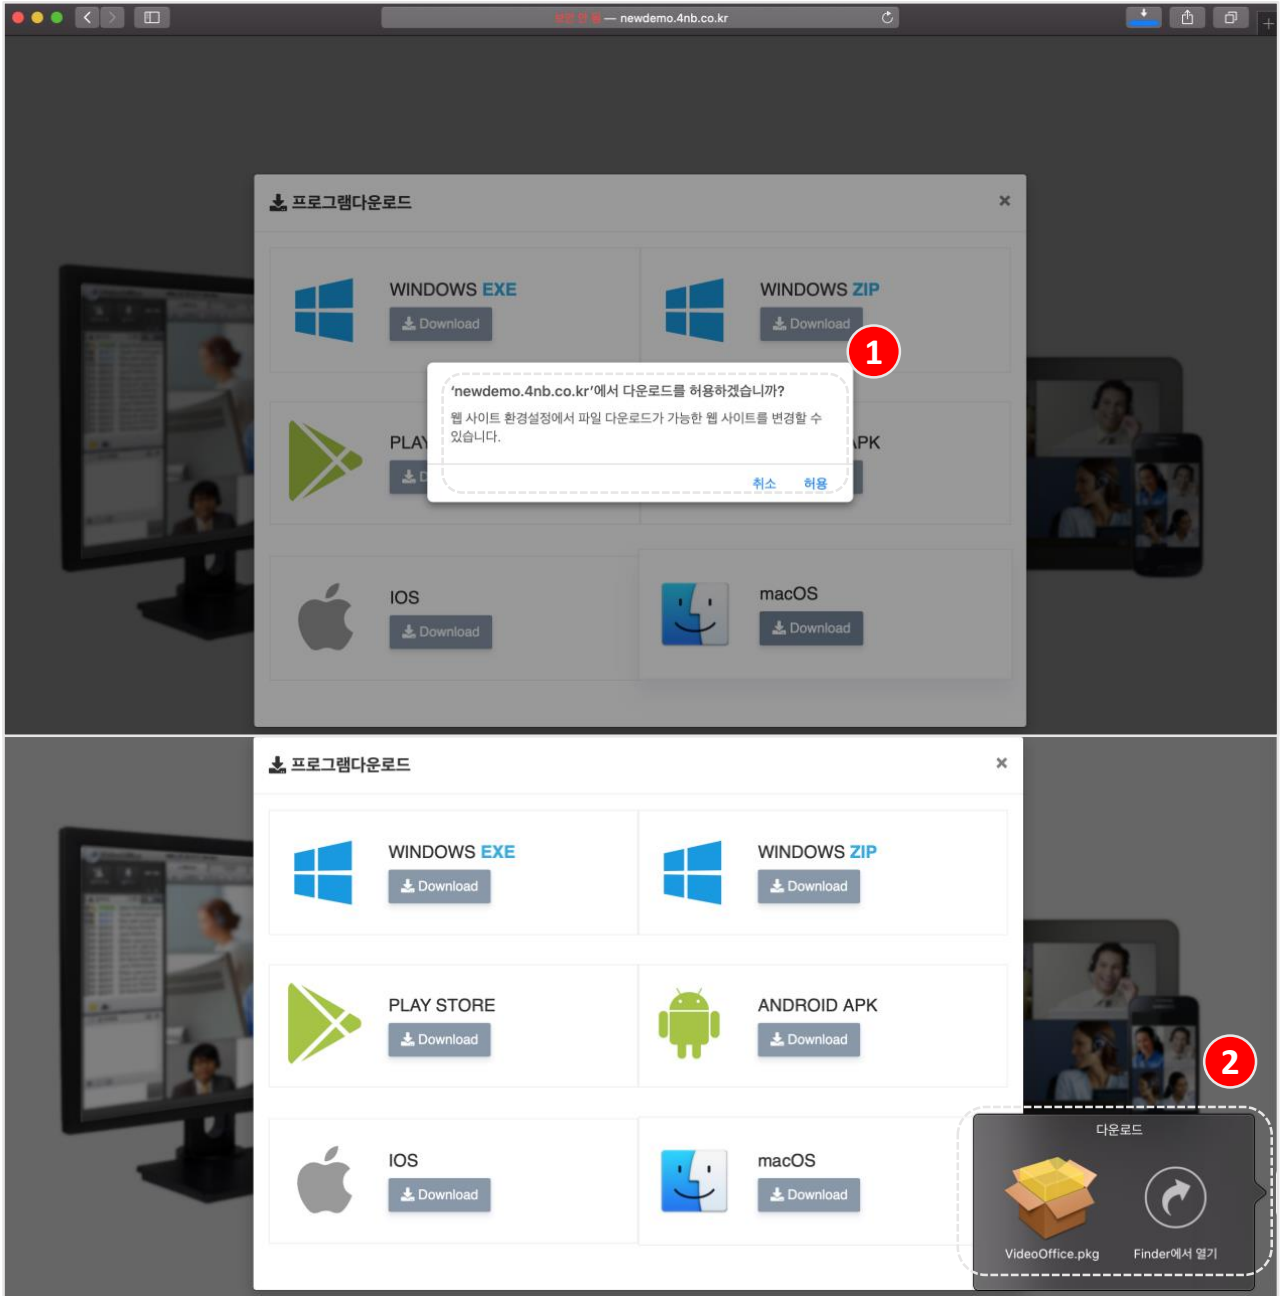 보안 안 됨 — newdemo.4nb.co.kr
프로그램다운로드
WINDOWS EXE
Download
WINDOWS ZIP
Download
1
'newdemo.4nb.co.kr'에서 다운로드를 허용하겠습니까?
웹 사이트 환경설정에서 파일 다운로드가 가능한 웹 사이트를 변경할 수
있습니다.
취소 허용
PLAY
D
APK
IOS
Download
macOS
Download
프로그램다운로드
WINDOWS EXE
Download
WINDOWS ZIP
Download
PLAY STORE
Download
ANDROID APK
Download
2
IOS
Download
macOS
Download
다운로드
VideoOffice.pkg
Finder에서 열기